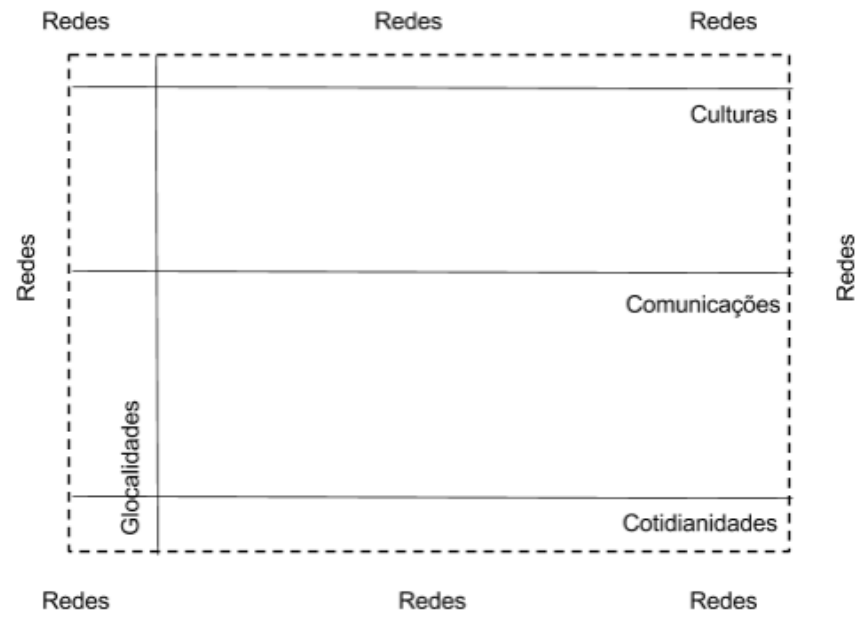 Redes Redes Redes
Culturas
Redes
Redes
Comunicações
Glocalidades
Cotidianidades
Redes Redes Redes